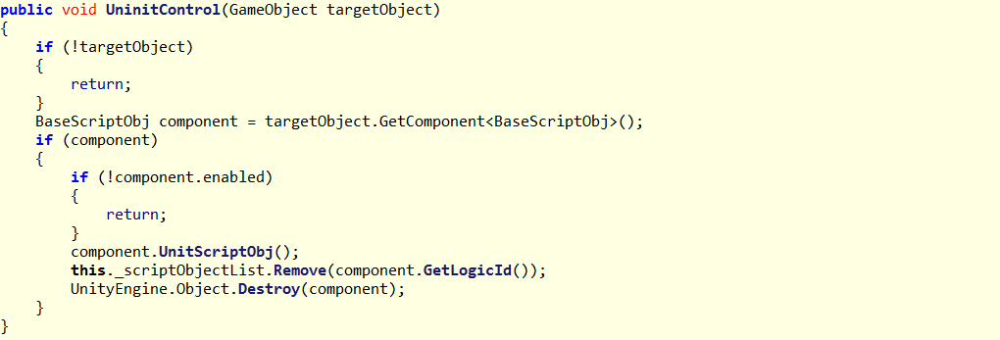 public void UninitControl(GameObject targetObject)
{
    if (!targetObject)
    {
        return;
    }
    BaseScriptObj component = targetObject.GetComponent<BaseScriptObj>();
    if (component)
    {
        if (!component.enabled)
        {
            return;
        }
        component.UnitScriptObj();
        this._scriptObjectList.Remove(component.GetLogicId());
        UnityEngine.Object.Destroy(component);
    }
}